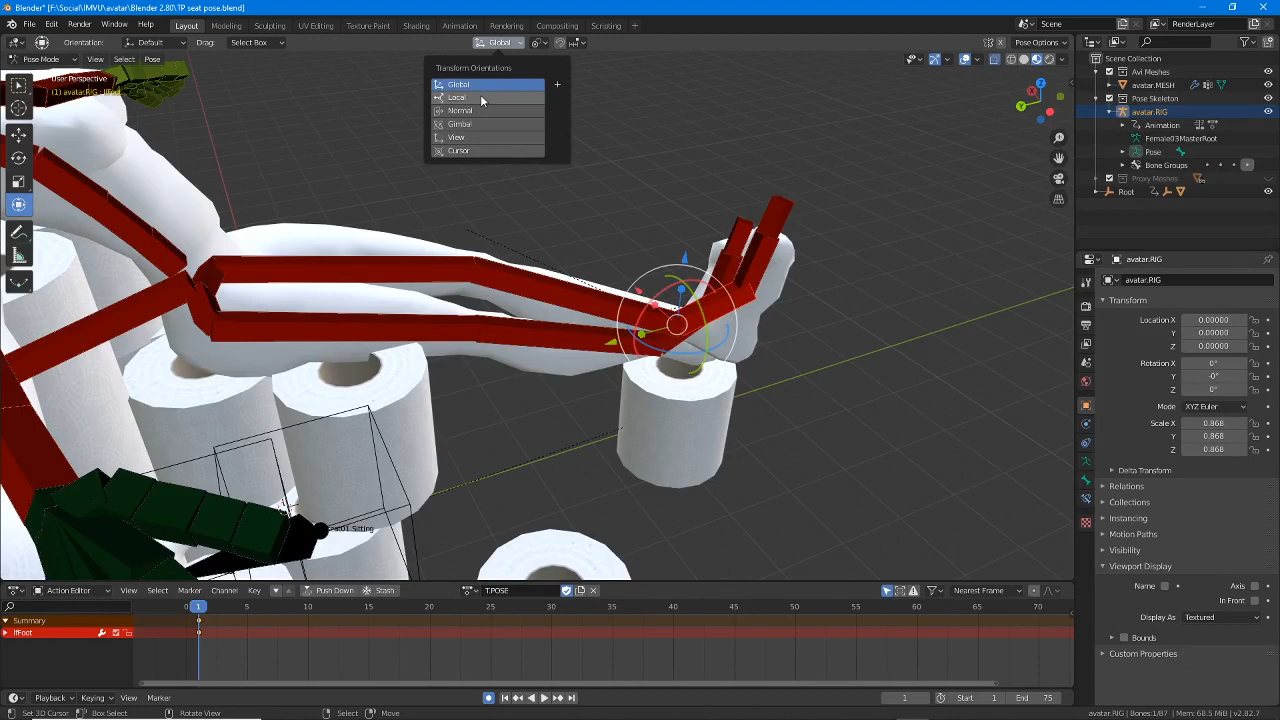 Blender* [F:\Social\IMVU\avatar\Blender 2.80\TP seat pose.blend]
File Edit Render Window Help Layout Modeling Sculpting UV Editing Texture Paint Shading Animation Rendering Compositing Scripting + Scene RenderLayer
Orientation: Default Drag: Select Box Global Pose Options
Pose Mode View Select Pose
User Perspective
(1) avatar.RIG : lfFoot
Transform Orientations
Global +
Local
Normal
Gimbal
View
Cursor
Z
X
Y
Scene Collection
Avi Meshes
avatar.MESH
Pose Skeleton
avatar.RIG
Animation
Female03MasterRoot
Pose
Bone Groups
Proxy Meshes
Root
avatar.RIG
avatar.RIG
Transform
Location X 0.00000
Y 0.00000
Z 0.00000
Rotation X 0°
Y -0°
Z 0°
Mode XYZ Euler
Scale X 0.868
Y 0.868
Z 0.868
Delta Transform
Relations
Collections
Instancing
Motion Paths
Visibility
Viewport Display
Name Axis
In Front
Display As Textured
Bounds
Custom Properties
Sitting
Action Editor View Select Marker Channel Key Push Down Stash T.POSE Nearest Frame
0 1 5 10 15 20 25 30 35 40 45 50 55 60 65 70
Summary
lfFoot
Playback Keying View Marker 1 Start 1 End 75
Set 3D Cursor Box Select Rotate View Select Move avatar.RIG | Bones:1/87 | Mem: 68.5 MiB | v2.82.7